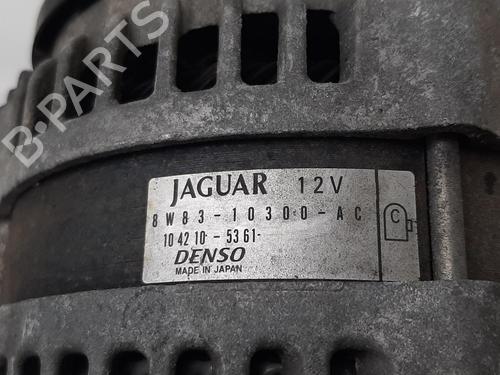 B-PARTS
JAGUAR 12V
8W83-10300-AC
C
104210-5361-
DENSO
MADE IN JAPAN